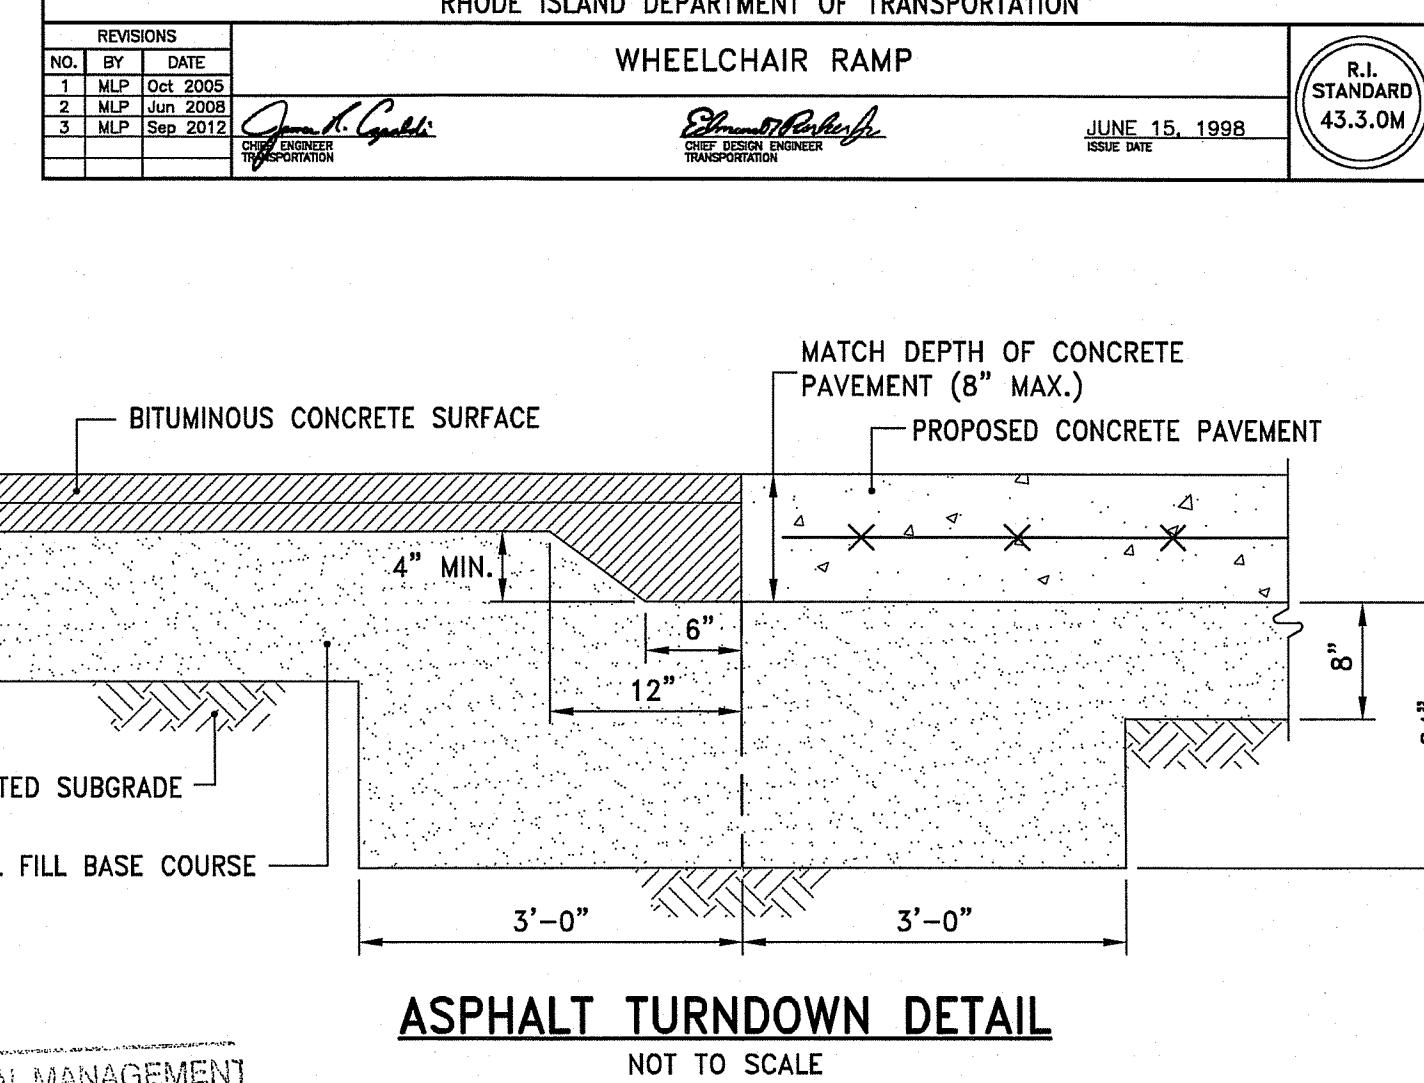 RHODE ISLAND DEPARTMENT OF TRANSPORTATION
REVISIONS
NO. BY DATE
1 MLP Oct 2005
2 MLP Jun 2008
3 MLP Sep 2012
WHEELCHAIR RAMP
CHIEF ENGINEER
TRANSPORTATION
CHIEF DESIGN ENGINEER
TRANSPORTATION
JUNE 15, 1998
ISSUE DATE
R.I.
STANDARD
43.3.0M
MATCH DEPTH OF CONCRETE
PAVEMENT (8" MAX.)
BITUMINOUS CONCRETE SURFACE
PROPOSED CONCRETE PAVEMENT
4" MIN.
6"
12"
8"
SUBGRADE
FILL BASE COURSE
3'-0"
3'-0"
ASPHALT TURNDOWN DETAIL
NOT TO SCALE
MANAGEMENT